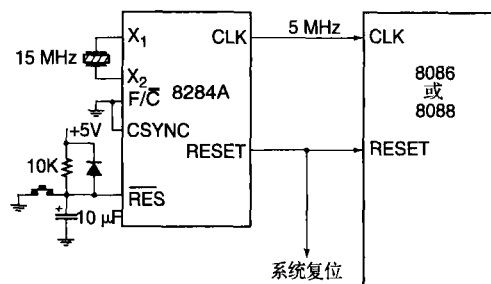 X1
CLK
5 MHz
CLK
15 MHz
X2
8086
或
8088
F/C̅
8284A
+5V
CSYNC
RESET
RESET
10K
R̅E̅S̅
+
10 μF
系统复位